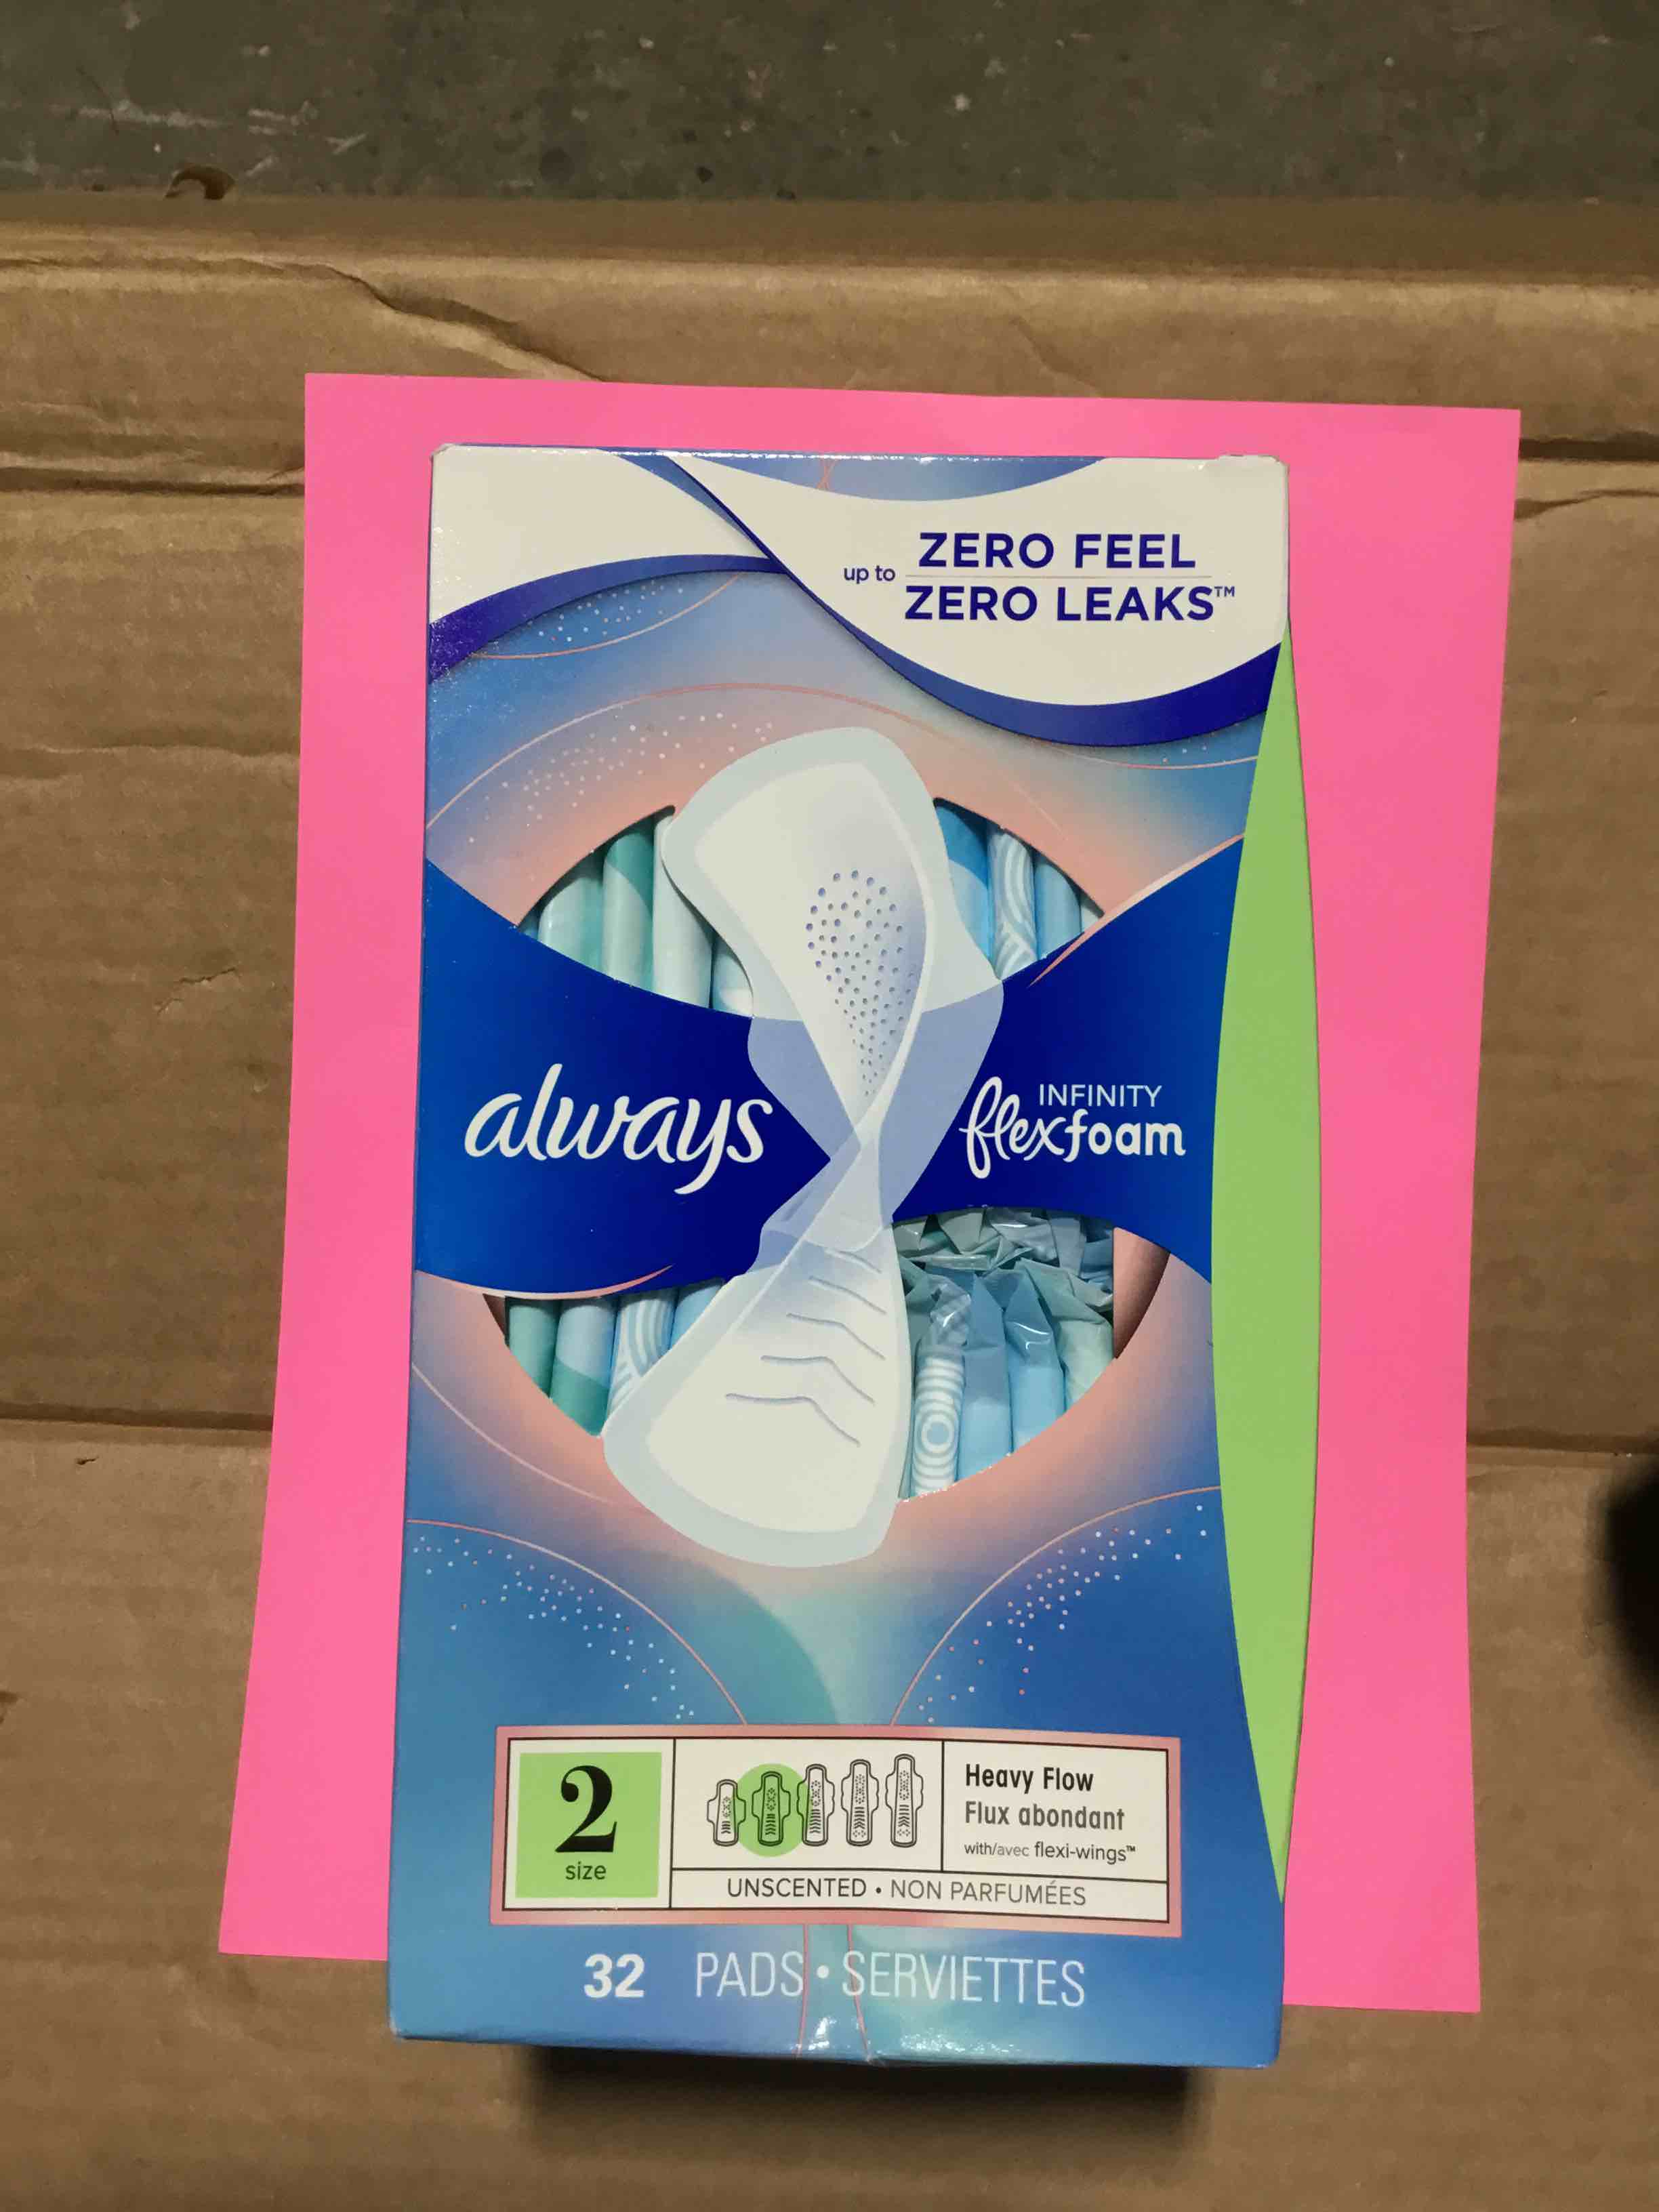 up to ZERO FEEL
ZERO LEAKS™
always
INFINITY
flexfoam
2
size
Heavy Flow
Flux abondant
with/avec flexi-wings™
UNSCENTED • NON PARFUMÉES
32 PADS • SERVIETTES